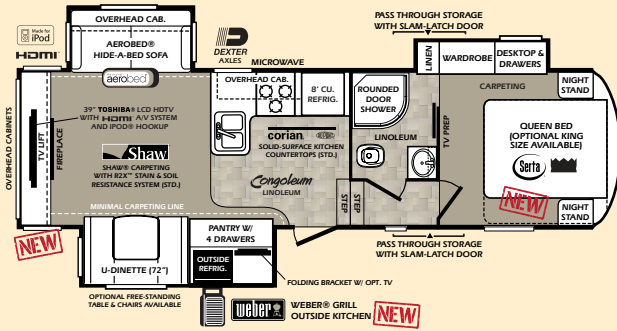 Made for
iPod
HDMI
OVERHEAD CAB.
AEROBED®
HIDE-A-BED SOFA
aerobed
DEXTER
AXLES
MICROWAVE
OVERHEAD CAB.
8' CU.
REFRIG.
ROUNDED
DOOR
SHOWER
PASS THROUGH STORAGE
WITH SLAM-LATCH DOOR
LINEN
WARDROBE
DESKTOP &
DRAWERS
CARPETING
NIGHT
STAND
OVERHEAD CABINETS
TV LIFT
FIREPLACE
39" TOSHIBA® LCD HDTV
WITH HDMI A/V SYSTEM
AND IPOD® HOOKUP
Shaw
SHAW® CARPETING
WITH R2X™ STAIN & SOIL
RESISTANCE SYSTEM (STD.)
corian
SOLID-SURFACE KITCHEN
COUNTERTOPS (STD.)
Congoleum
LINOLEUM
LINOLEUM
TV PREP
QUEEN BED
(OPTIONAL KING
SIZE AVAILABLE)
Serta
NEW
NIGHT
STAND
STEP
STEP
MINIMAL CARPETING LINE
NEW
U-DINETTE (72")
PANTRY W/
4 DRAWERS
OUTSIDE
REFRIG.
PASS THROUGH STORAGE
WITH SLAM-LATCH DOOR
FOLDING BRACKET W/ OPT. TV
OPTIONAL FREE-STANDING
TABLE & CHAIRS AVAILABLE
weber
WEBER® GRILL
OUTSIDE KITCHEN
NEW